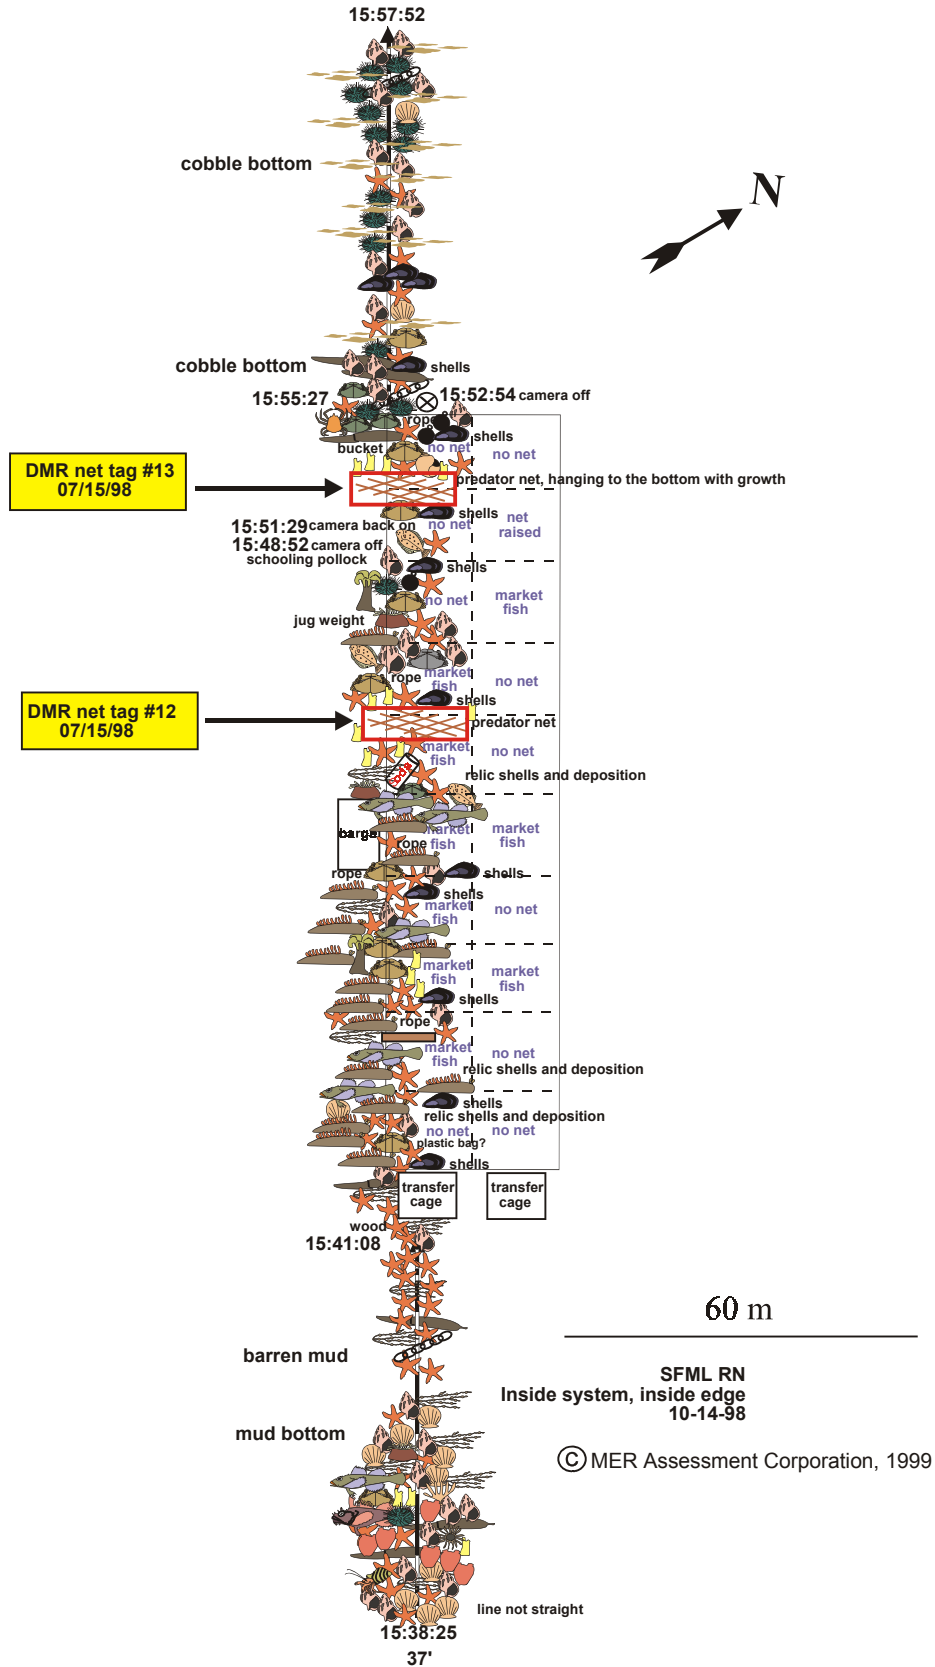 15:57:52
cobble bottom
N
cobble bottom
shells
15:55:27
15:52:54 camera off
rope
shells
bucket
no net
no net
DMR net tag #13
07/15/98
predator net, hanging to the bottom with growth
shells
15:51:29 camera back on
no net
net
raised
15:48:52 camera off
schooling pollock
shells
no net
market
fish
jug weight
rope
market
fish
no net
shells
DMR net tag #12
07/15/98
predator net
market
fish
no net
relic shells and deposition
barge
market
fish
market
fish
rope
rope
shells
shells
market
fish
no net
market
fish
market
fish
shells
rope
market
fish
no net
relic shells and deposition
shells
relic shells and deposition
no net
no net
plastic bag?
shells
transfer
cage
transfer
cage
wood
15:41:08
60 m
barren mud
SFML RN
Inside system, inside edge
10-14-98
mud bottom
© MER Assessment Corporation, 1999
line not straight
15:38:25
37'